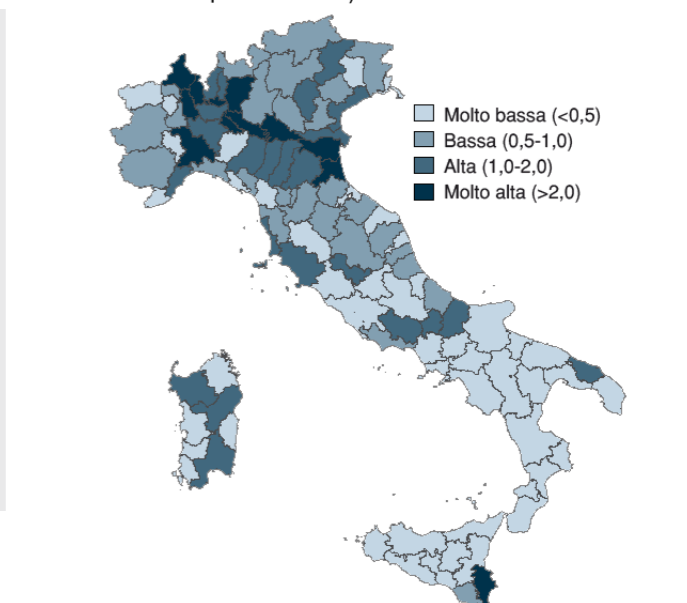 Molto bassa (<0,5)
Bassa (0,5-1,0)
Alta (1,0-2,0)
Molto alta (>2,0)